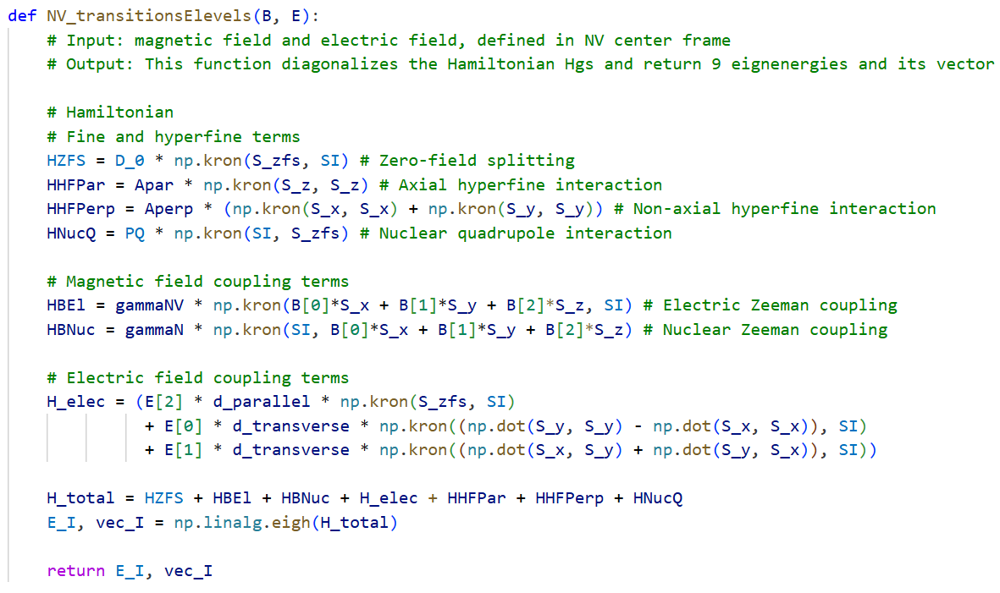 def NV_transitionsElevels(B, E):
    # Input: magnetic field and electric field, defined in NV center frame
    # Output: This function diagonalizes the Hamiltonian Hgs and return 9 eignenergies and its vector

    # Hamiltonian
    # Fine and hyperfine terms
    HZFS = D_0 * np.kron(S_zfs, SI) # Zero-field splitting
    HHFPar = Apar * np.kron(S_z, S_z) # Axial hyperfine interaction
    HHFPerp = Aperp * (np.kron(S_x, S_x) + np.kron(S_y, S_y)) # Non-axial hyperfine interaction
    HNucQ = PQ * np.kron(SI, S_zfs) # Nuclear quadrupole interaction

    # Magnetic field coupling terms
    HBEl = gammaNV * np.kron(B[0]*S_x + B[1]*S_y + B[2]*S_z, SI) # Electric Zeeman coupling
    HBNuc = gammaN * np.kron(SI, B[0]*S_x + B[1]*S_y + B[2]*S_z) # Nuclear Zeeman coupling

    # Electric field coupling terms
    H_elec = (E[2] * d_parallel * np.kron(S_zfs, SI)
              + E[0] * d_transverse * np.kron((np.dot(S_y, S_y) - np.dot(S_x, S_x)), SI)
              + E[1] * d_transverse * np.kron((np.dot(S_x, S_y) + np.dot(S_y, S_x)), SI))

    H_total = HZFS + HBEl + HBNuc + H_elec + HHFPar + HHFPerp + HNucQ
    E_I, vec_I = np.linalg.eigh(H_total)

    return E_I, vec_I